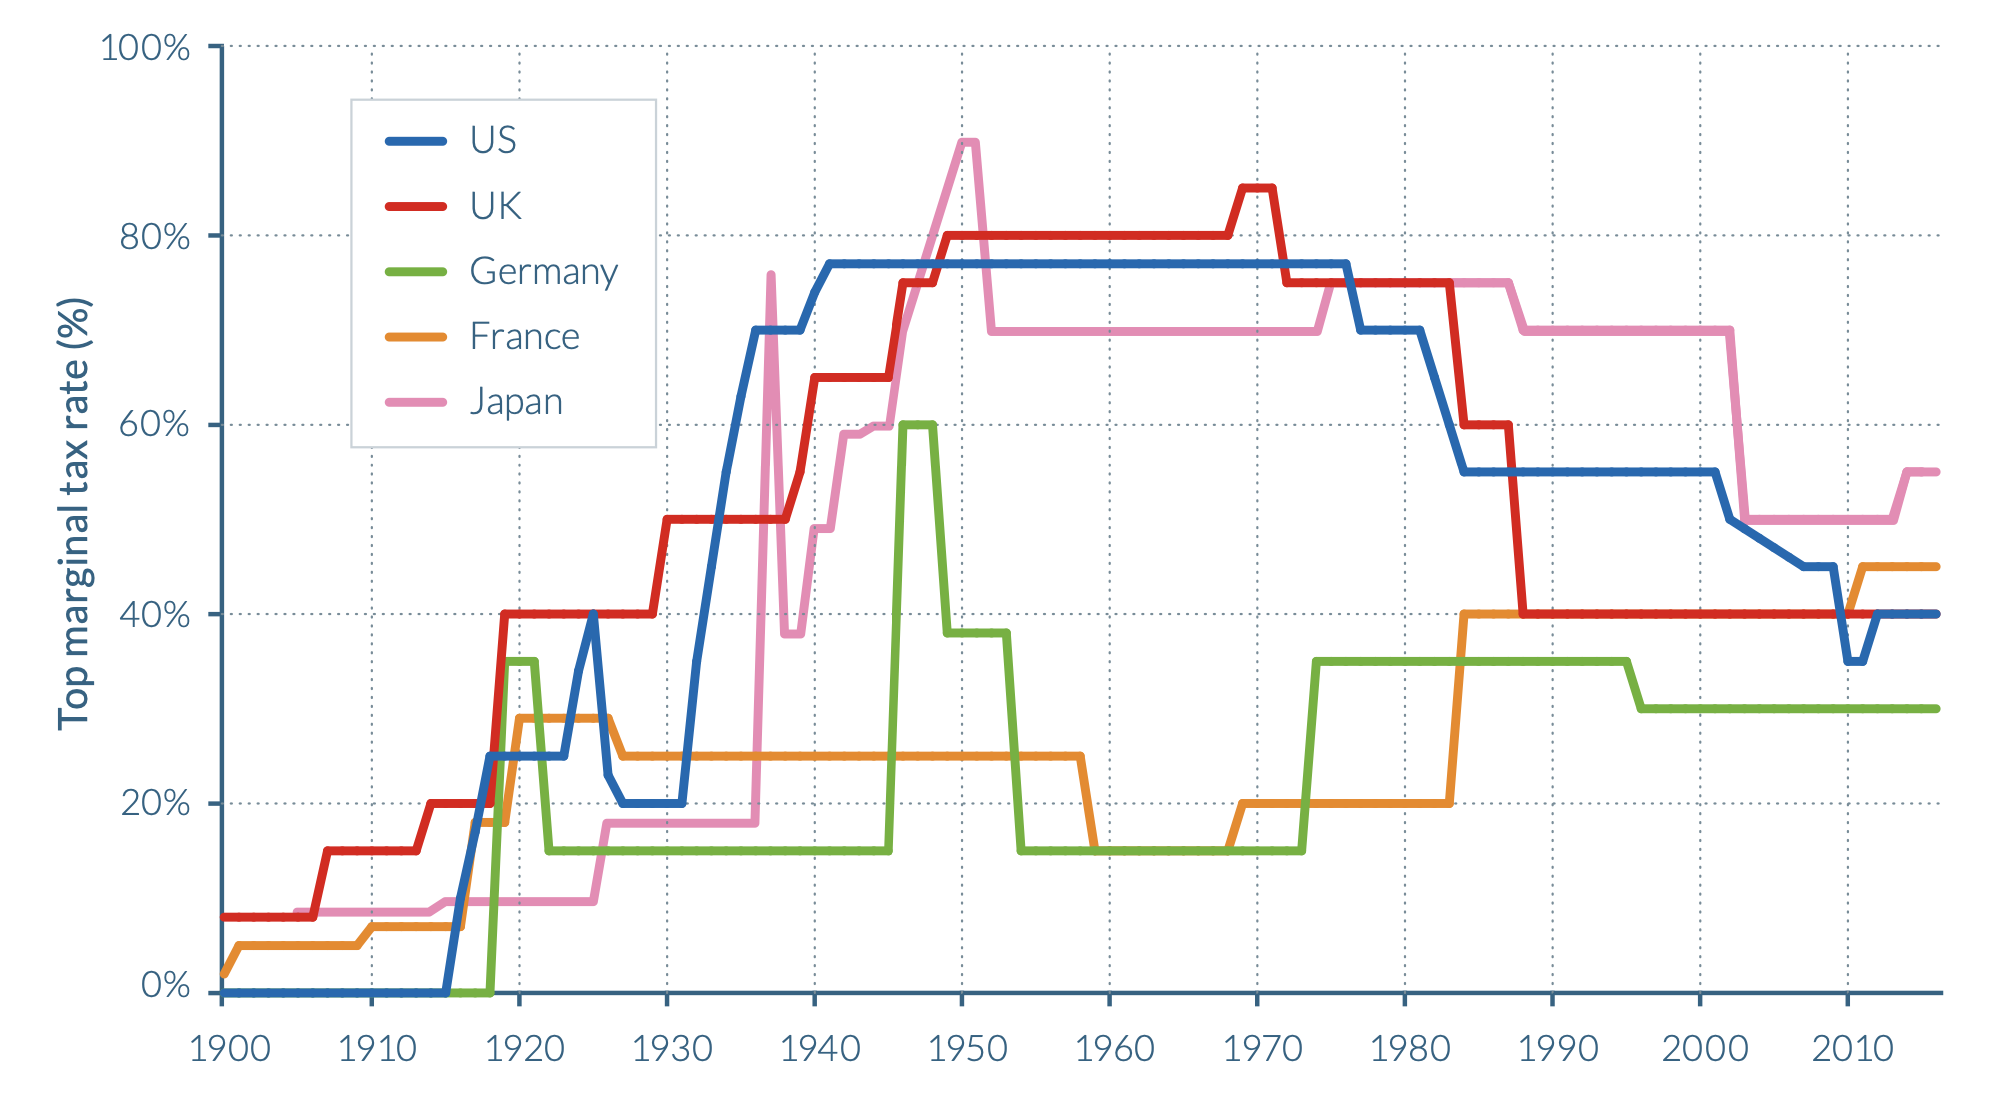 Top marginal tax rate (%)
100%
80%
60%
40%
20%
0%
US
UK
Germany
France
Japan
1900 1910 1920 1930 1940 1950 1960 1970 1980 1990 2000 2010